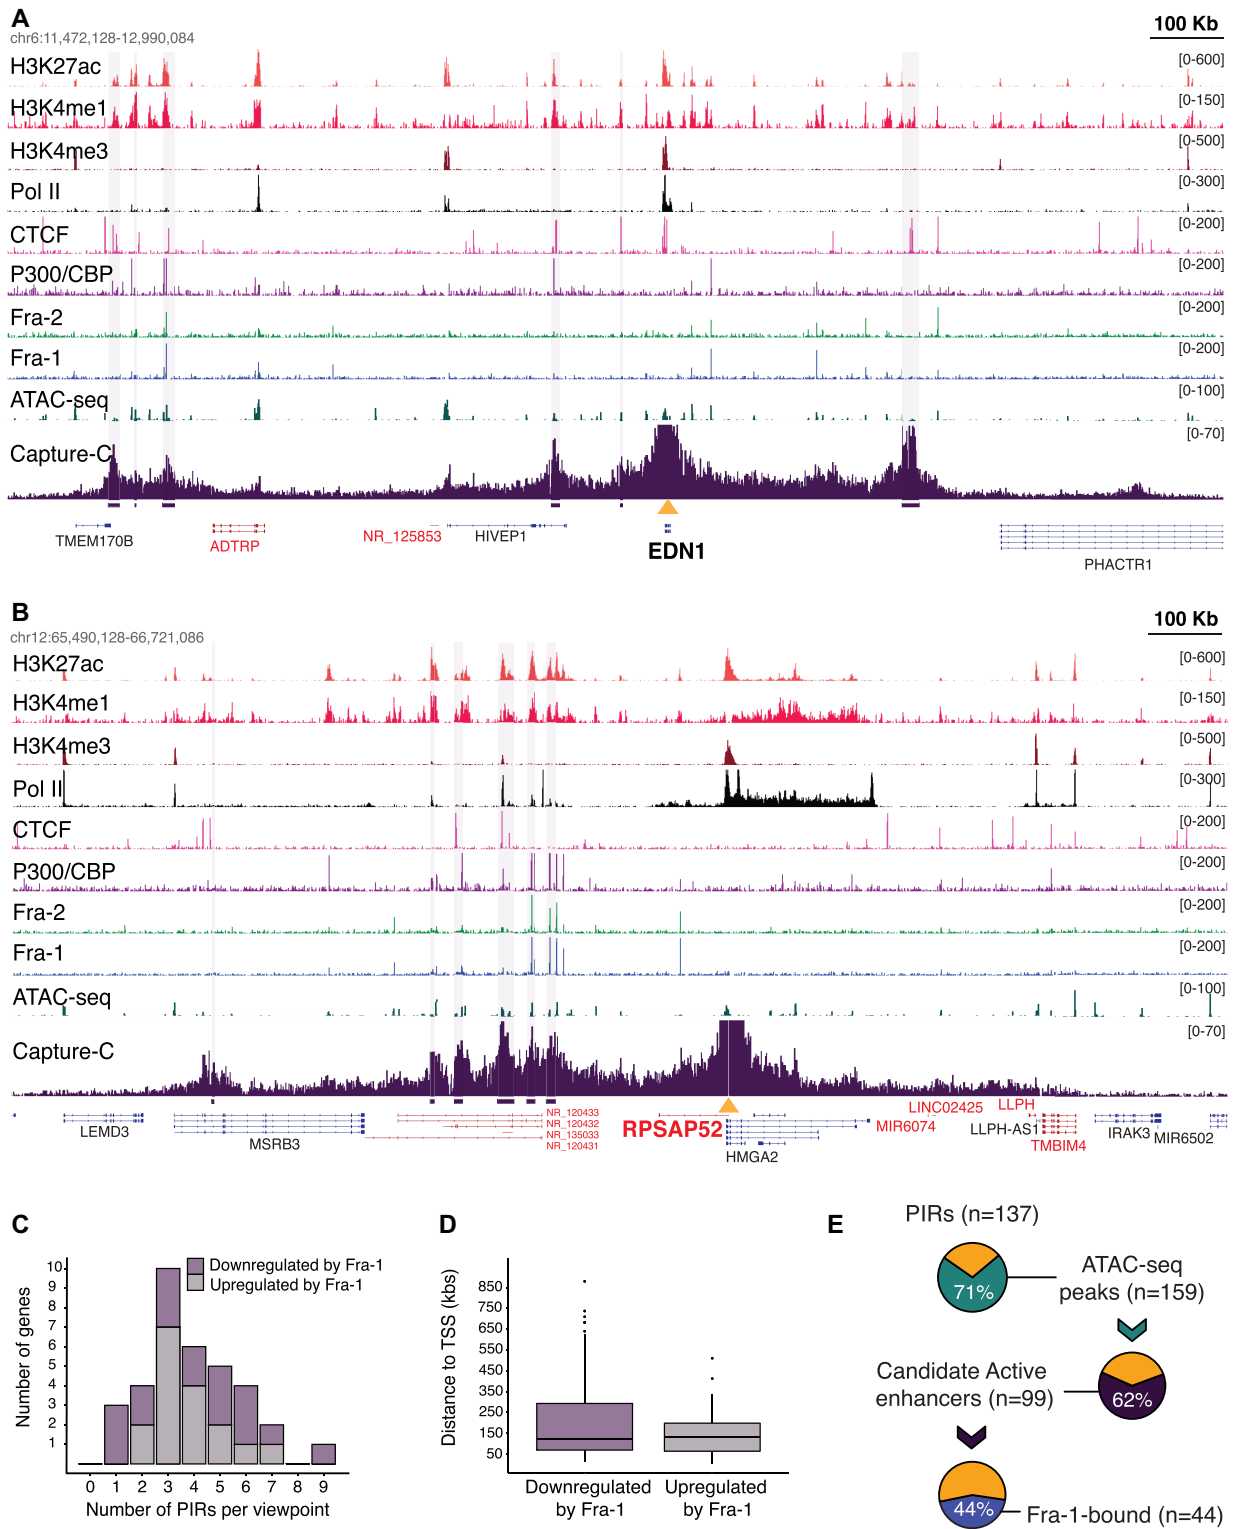 A
chr6:11,472,128-12,990,084
100 Kb
H3K27ac
[0-600]
H3K4me1
[0-150]
H3K4me3
[0-500]
Pol II
[0-300]
CTCF
[0-200]
P300/CBP
[0-200]
Fra-2
[0-200]
Fra-1
[0-200]
ATAC-seq
[0-100]
Capture-C
[0-70]
TMEM170B
ADTRP
NR_125853
HIVEP1
EDN1
PHACTR1
B
chr12:65,490,128-66,721,086
100 Kb
H3K27ac
[0-600]
H3K4me1
[0-150]
H3K4me3
[0-500]
Pol II
[0-300]
CTCF
[0-200]
P300/CBP
[0-200]
Fra-2
[0-200]
Fra-1
[0-200]
ATAC-seq
[0-100]
Capture-C
[0-70]
LEMD3
MSRB3
NR_120433
NR_120432
NR_135033
NR_120431
RPSAP52
HMGA2
MIR6074
LINC02425
LLPH
LLPH-AS1
TMBIM4
IRAK3
MIR6502
C
Number of genes
10
9
8
7
6
5
4
3
2
1
Downregulated by Fra-1
Upregulated by Fra-1
0 1 2 3 4 5 6 7 8 9
Number of PIRs per viewpoint
D
Distance to TSS (kbs)
850
750
650
550
450
350
250
150
50
Downregulated
by Fra-1
Upregulated
by Fra-1
E
PIRs (n=137)
71%
ATAC-seq
peaks (n=159)
Candidate Active
enhancers (n=99)
62%
44%
Fra-1-bound (n=44)